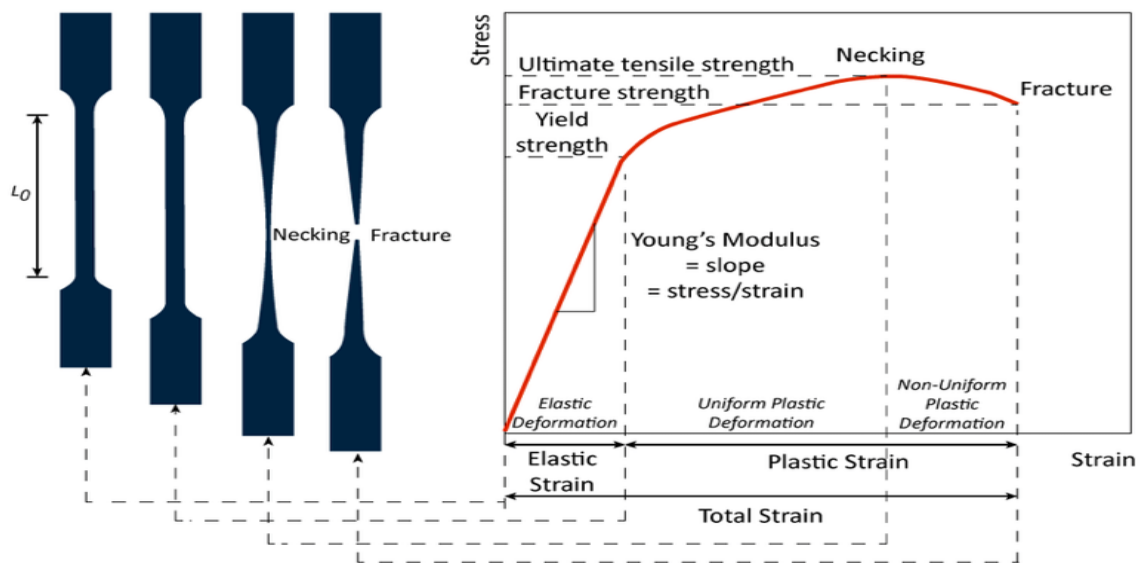 L0
Necking
Fracture
Stress
Ultimate tensile strength
Fracture strength
Yield
strength
Necking
Fracture
Young's Modulus
= slope
= stress/strain
Elastic
Deformation
Uniform Plastic
Deformation
Non-Uniform
Plastic
Deformation
Elastic
Strain
Plastic Strain
Strain
Total Strain